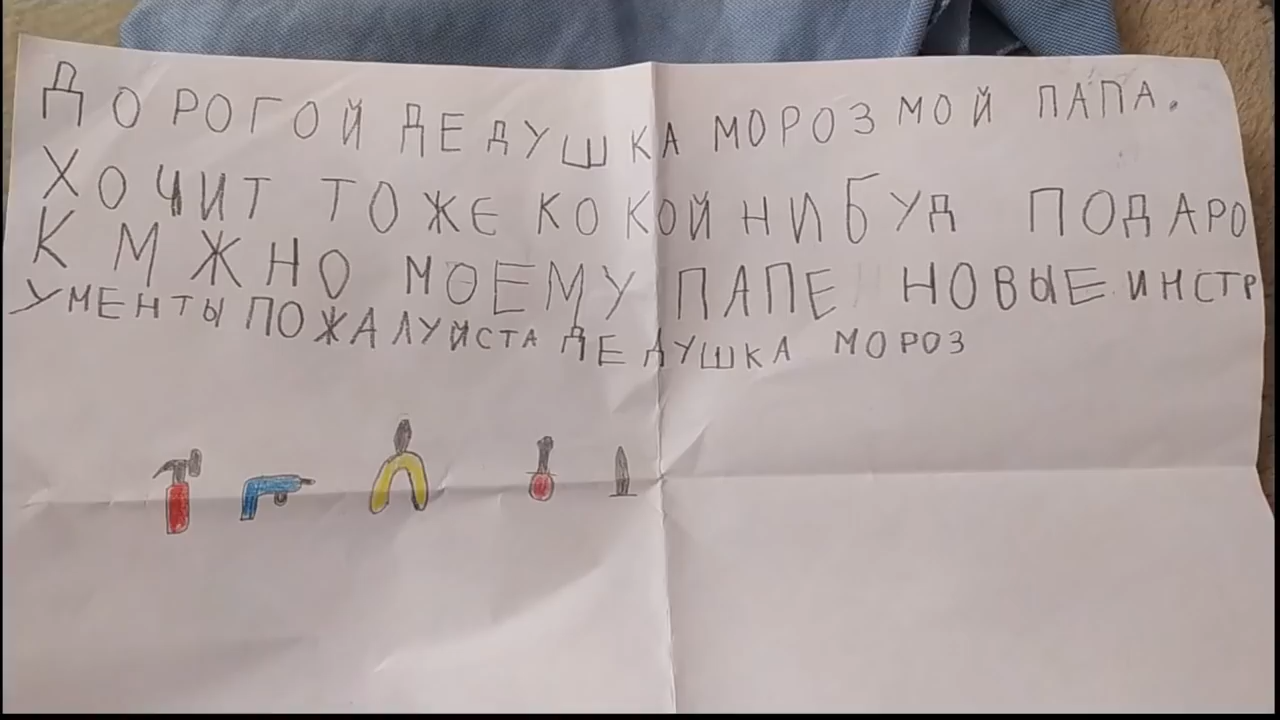 ДОРОГОЙ ДЕДУШКА МОРОЗ МОЙ ПАПА.
ХОЧИТ ТОЖЕ КОКОЙ НИБУД ПОДАРО
К МЖНО МОЕМУ ПАПЕ НОВЫЕ ИНСТР
УМЕНТЫ ПОЖАЛУЙСТА ДЕДУШКА МОРОЗ